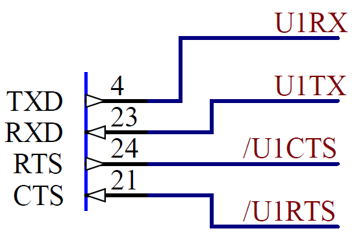 U1RX
4
TXD
U1TX
23
RXD
24
/U1CTS
RTS
21
CTS
/U1RTS